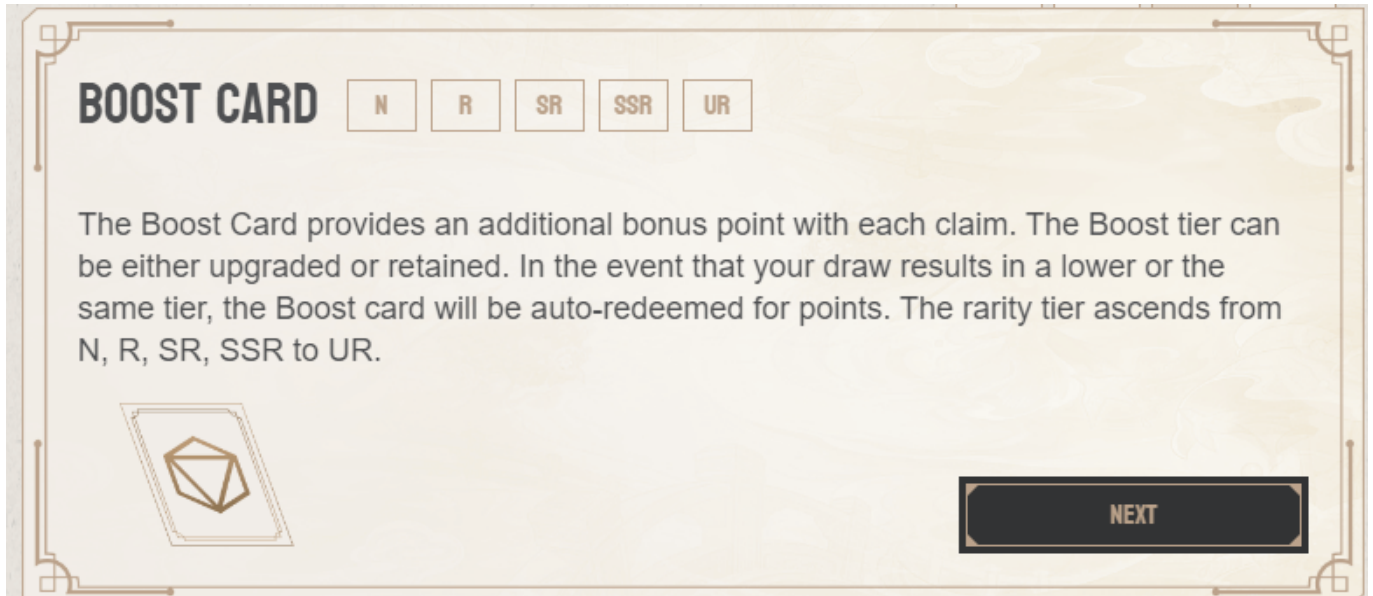 BOOST CARD N R SR SSR UR
The Boost Card provides an additional bonus point with each claim. The Boost tier can
be either upgraded or retained. In the event that your draw results in a lower or the
same tier, the Boost card will be auto-redeemed for points. The rarity tier ascends from
N, R, SR, SSR to UR.
NEXT